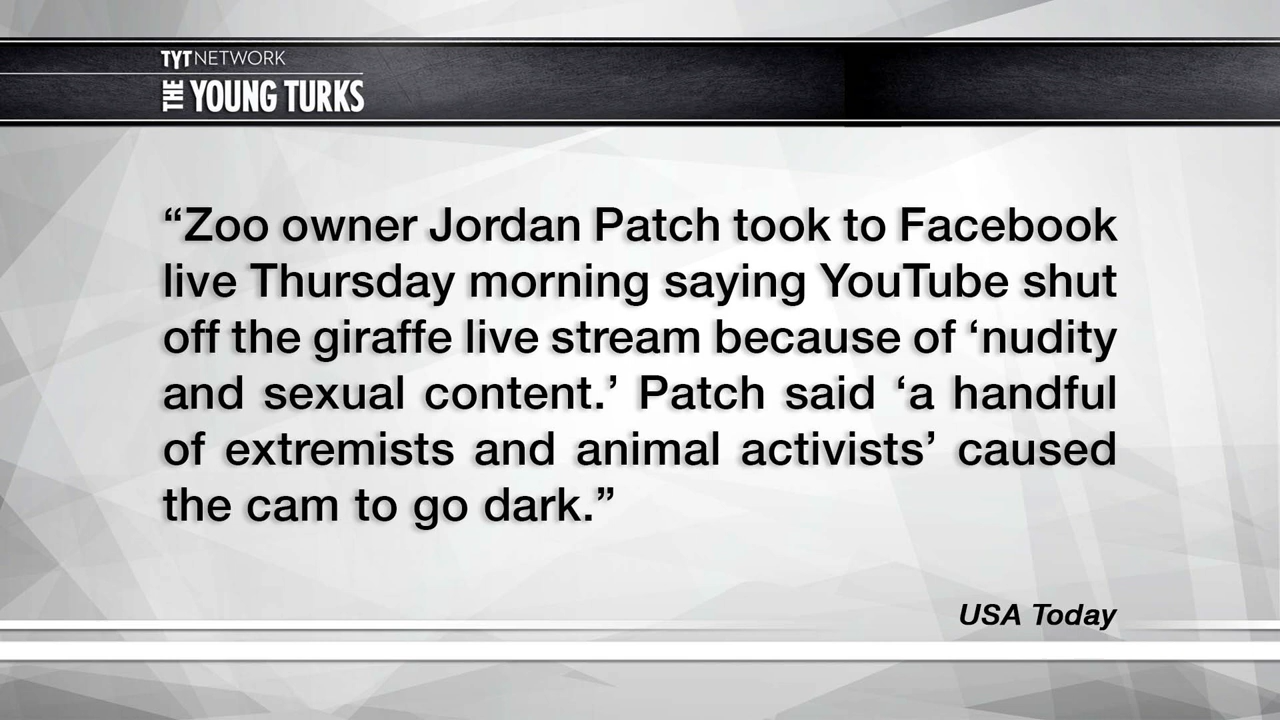 TYT NETWORK
THE YOUNG TURKS
“Zoo owner Jordan Patch took to Facebook
live Thursday morning saying YouTube shut
off the giraffe live stream because of ‘nudity
and sexual content.’ Patch said ‘a handful
of extremists and animal activists’ caused
the cam to go dark.”
USA Today